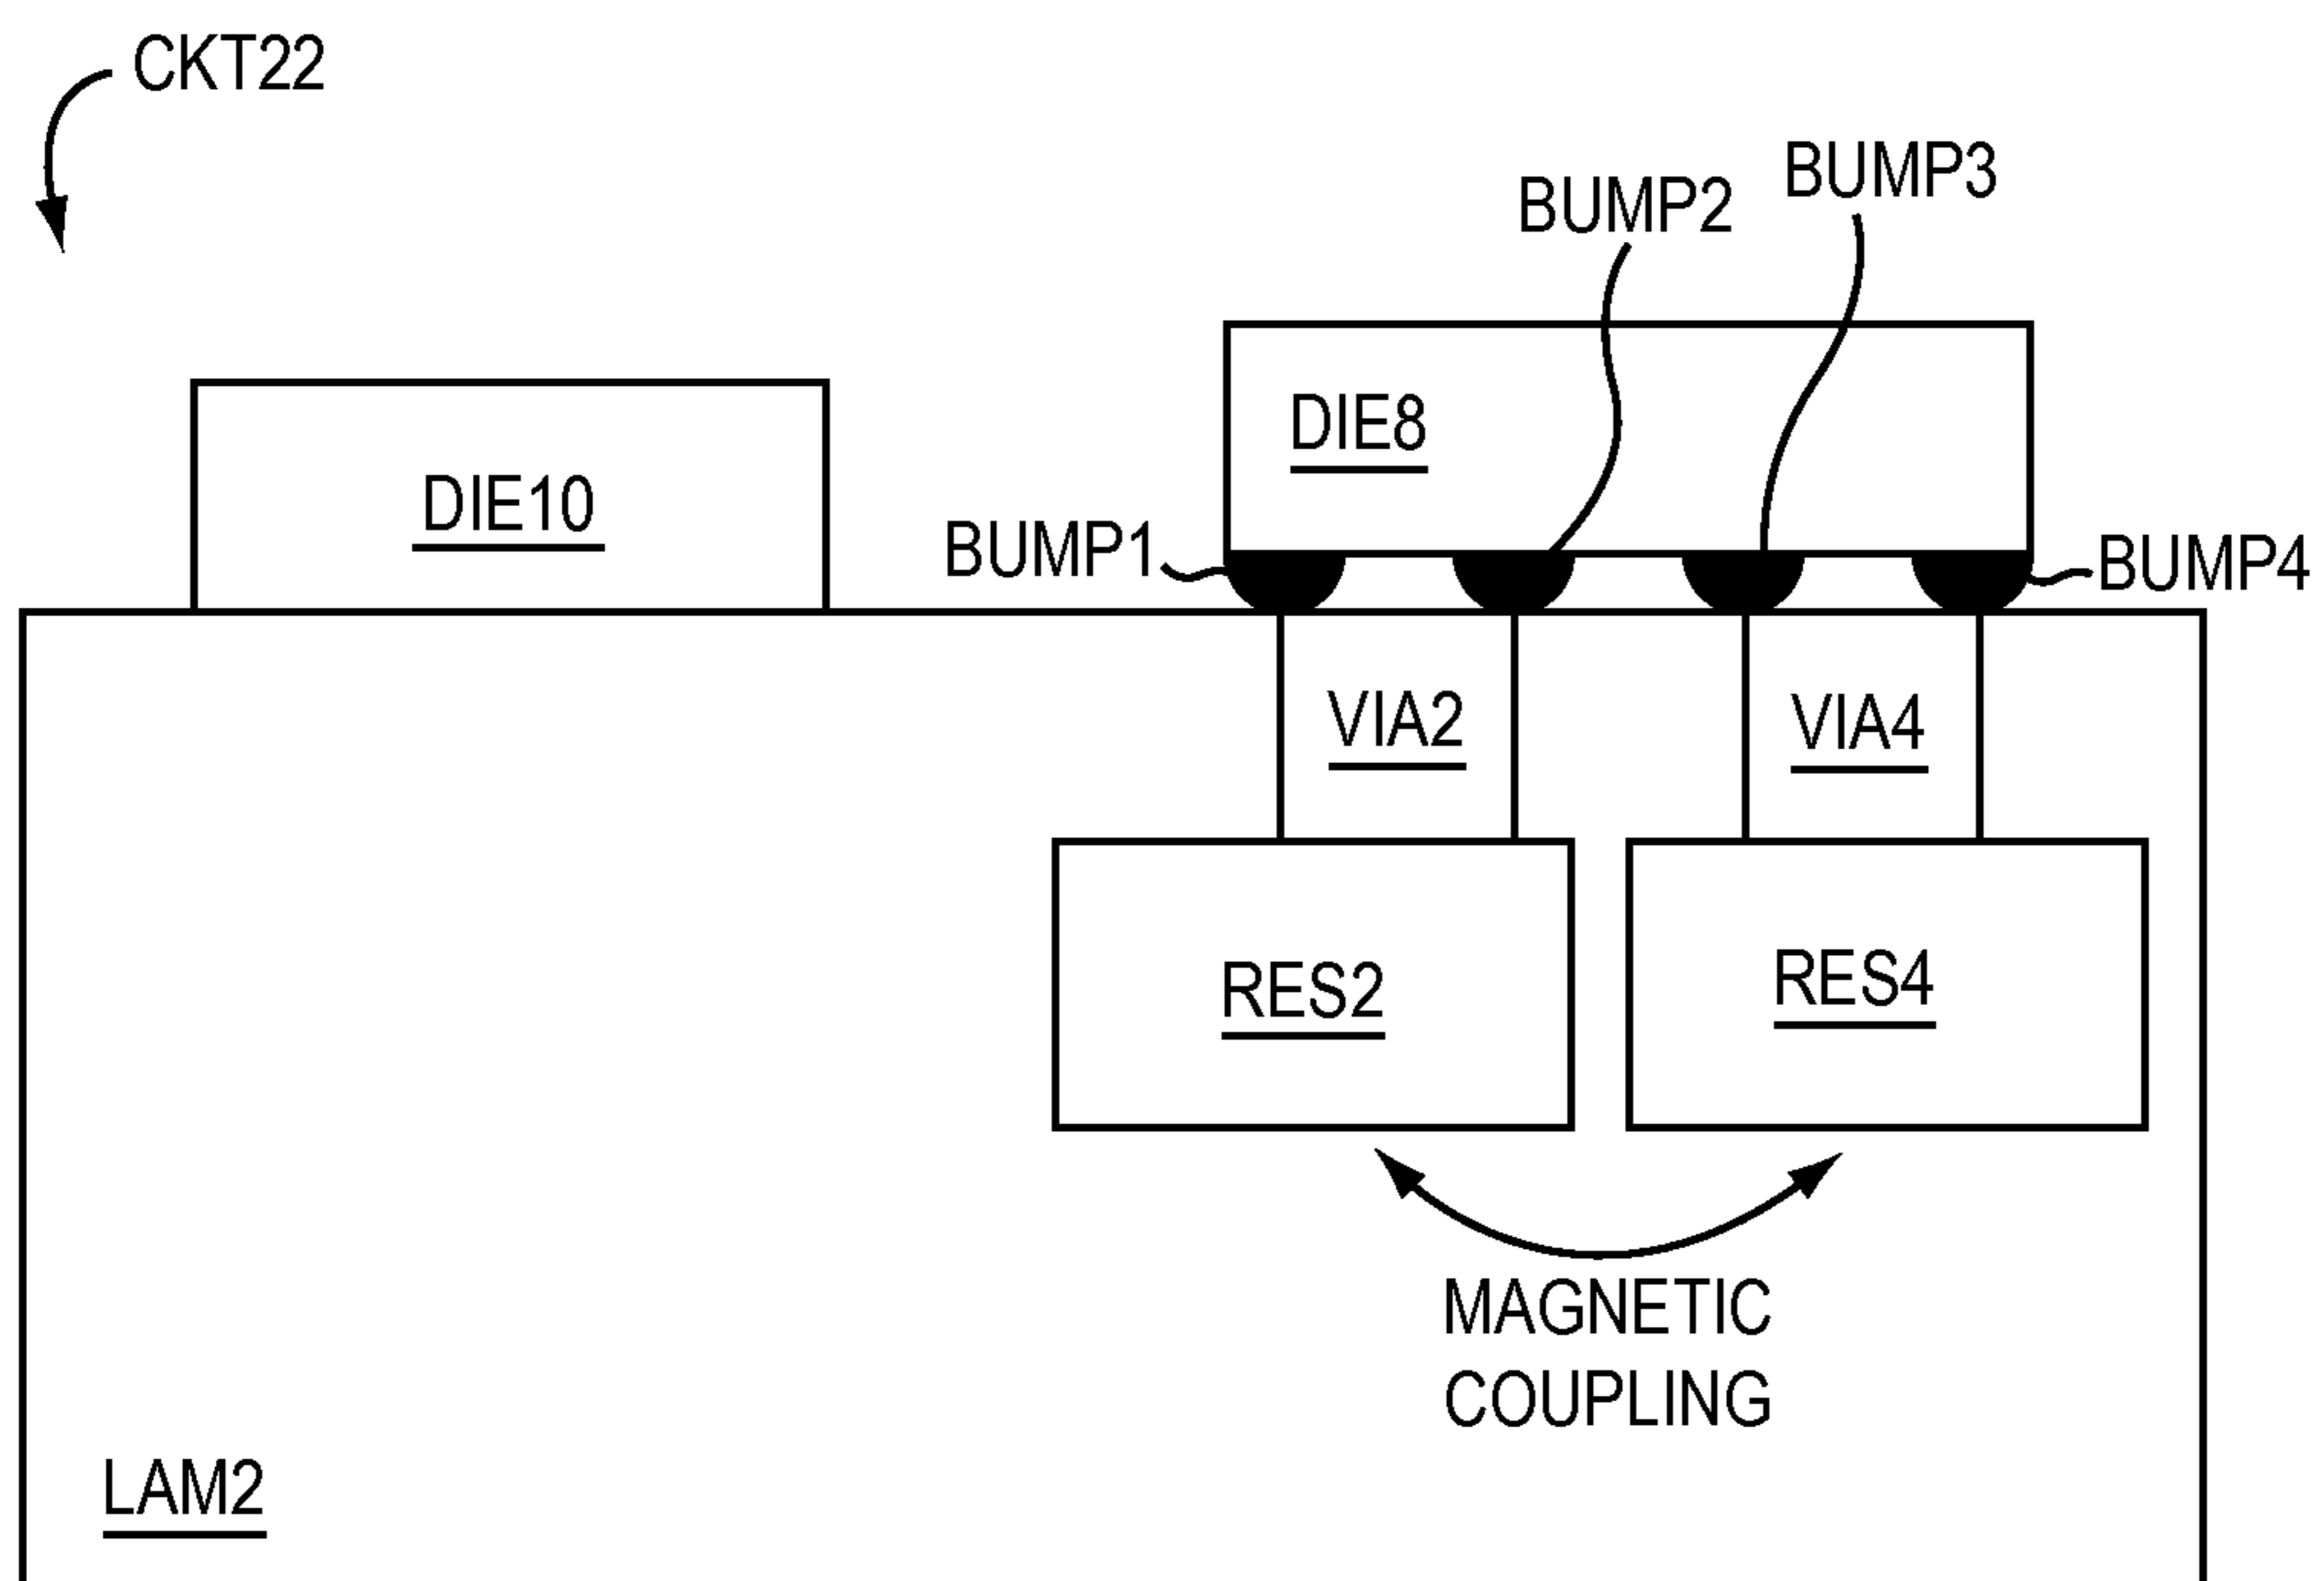 CKT22
BUMP3
BUMP2
DIE8
DIE10
BUMP1
BUMP4
VIA2
VIA4
RES2
RES4
MAGNETIC
COUPLING
LAM2